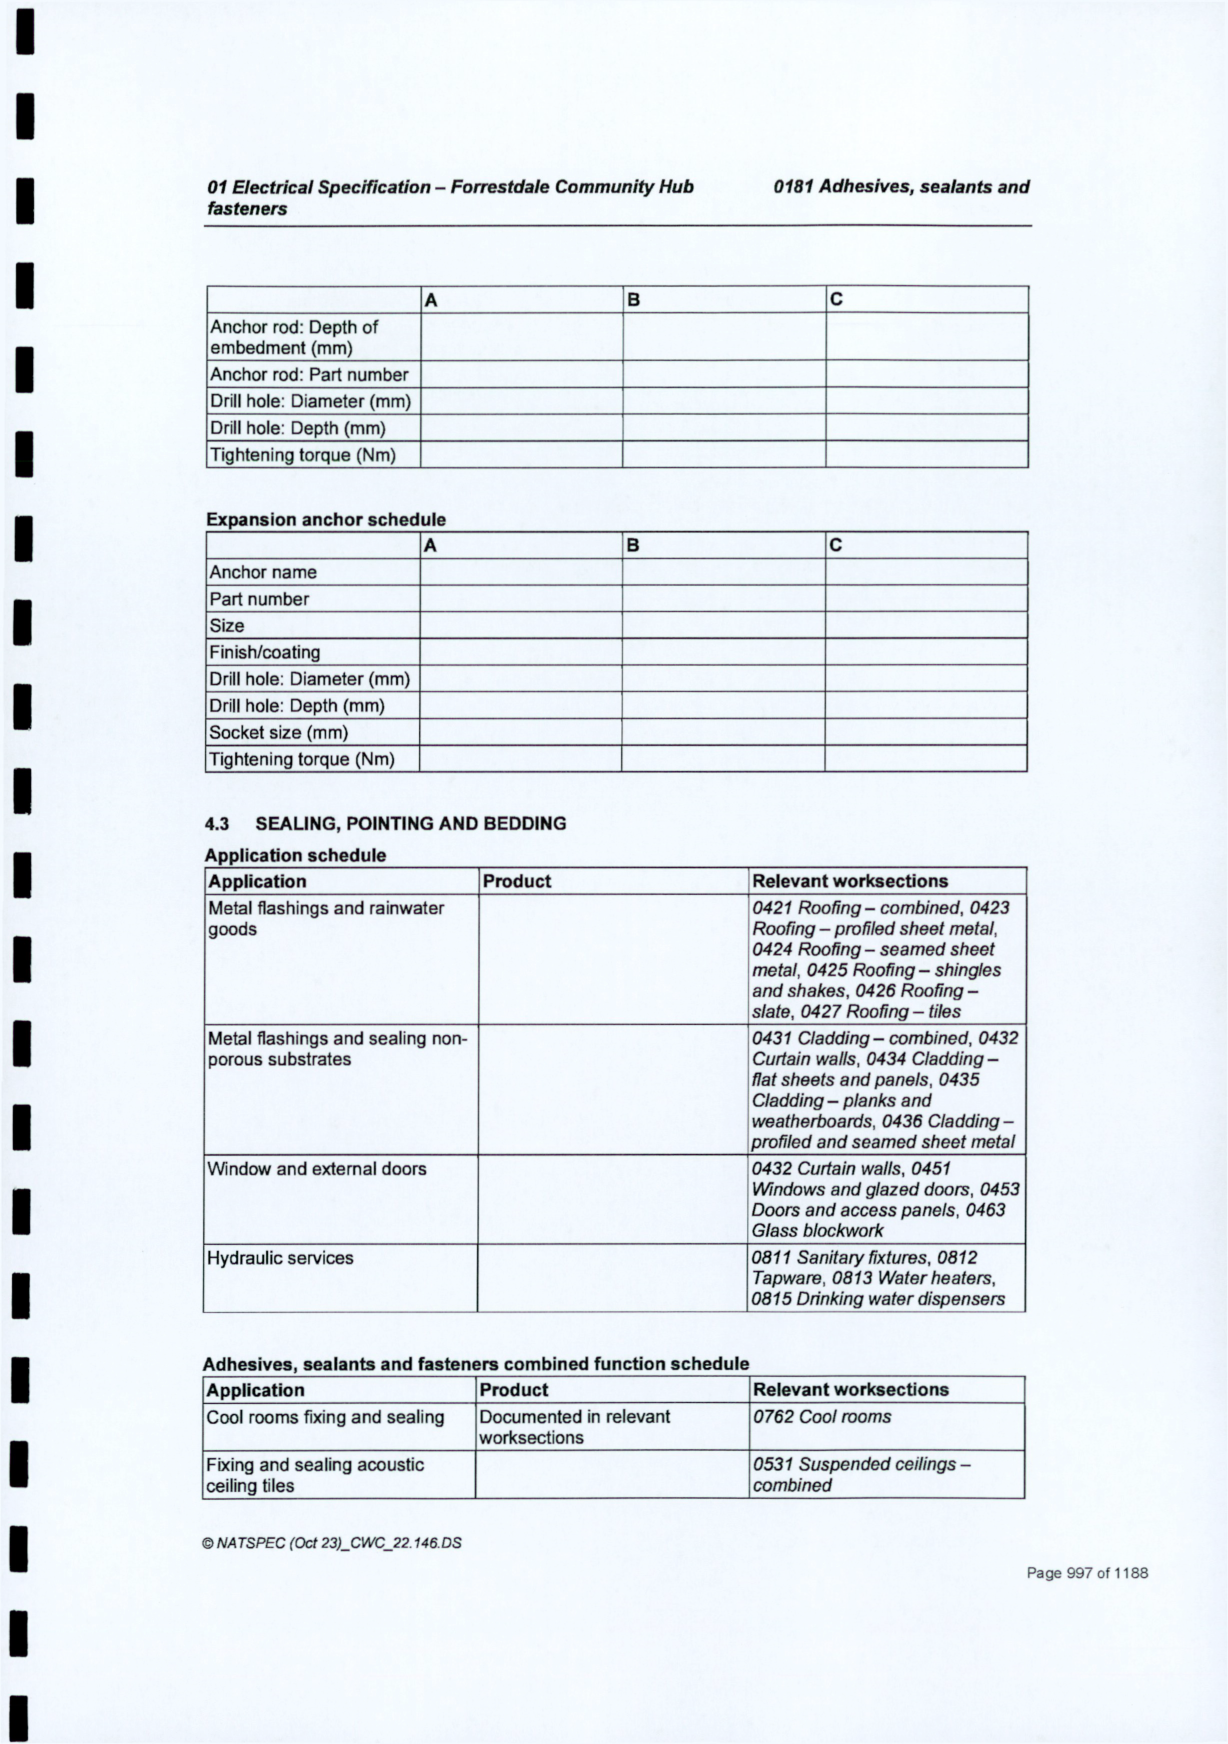 01 Electrical Specification – Forrestdale Community Hub 0181 Adhesives, sealants and
fasteners
A B C
Anchor rod: Depth of
embedment (mm)
Anchor rod: Part number
Drill hole: Diameter (mm)
Drill hole: Depth (mm)
Tightening torque (Nm)
Expansion anchor schedule
A B C
Anchor name
Part number
Size
Finish/coating
Drill hole: Diameter (mm)
Drill hole: Depth (mm)
Socket size (mm)
Tightening torque (Nm)
4.3 SEALING, POINTING AND BEDDING
Application schedule
Application Product Relevant worksections
Metal flashings and rainwater
goods
0421 Roofing – combined, 0423
Roofing – profiled sheet metal,
0424 Roofing – seamed sheet
metal, 0425 Roofing – shingles
and shakes, 0426 Roofing –
slate, 0427 Roofing – tiles
Metal flashings and sealing non-
porous substrates
0431 Cladding – combined, 0432
Curtain walls, 0434 Cladding –
flat sheets and panels, 0435
Cladding – planks and
weatherboards, 0436 Cladding –
profiled and seamed sheet metal
Window and external doors
0432 Curtain walls, 0451
Windows and glazed doors, 0453
Doors and access panels, 0463
Glass blockwork
Hydraulic services
0811 Sanitary fixtures, 0812
Tapware, 0813 Water heaters,
0815 Drinking water dispensers
Adhesives, sealants and fasteners combined function schedule
Application Product Relevant worksections
Cool rooms fixing and sealing
Documented in relevant
worksections
0762 Cool rooms
Fixing and sealing acoustic
ceiling tiles
0531 Suspended ceilings –
combined
© NATSPEC (Oct 23)_CWC_22.146.DS
Page 997 of 1188